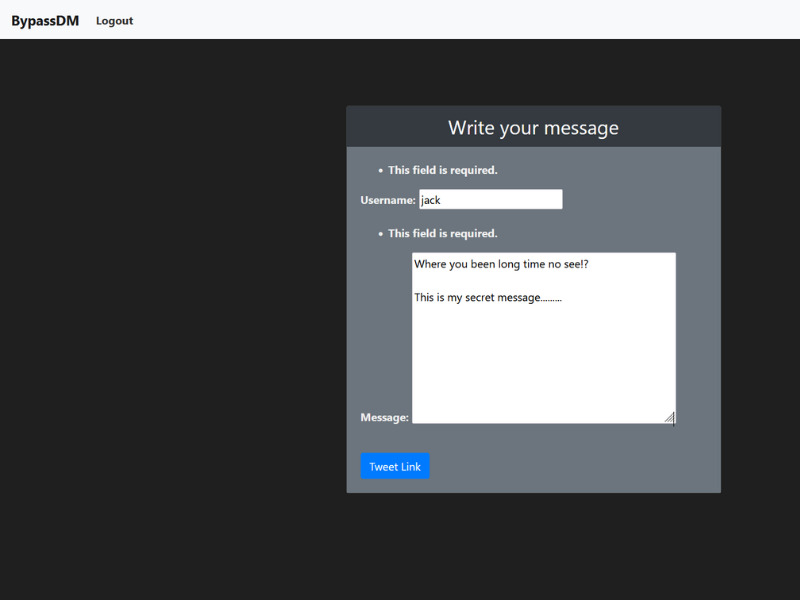 BypassDM Logout
Write your message
• This field is required.
Username: jack
• This field is required.
Where you been long time no see!?
This is my secret message.........
Message:
Tweet Link